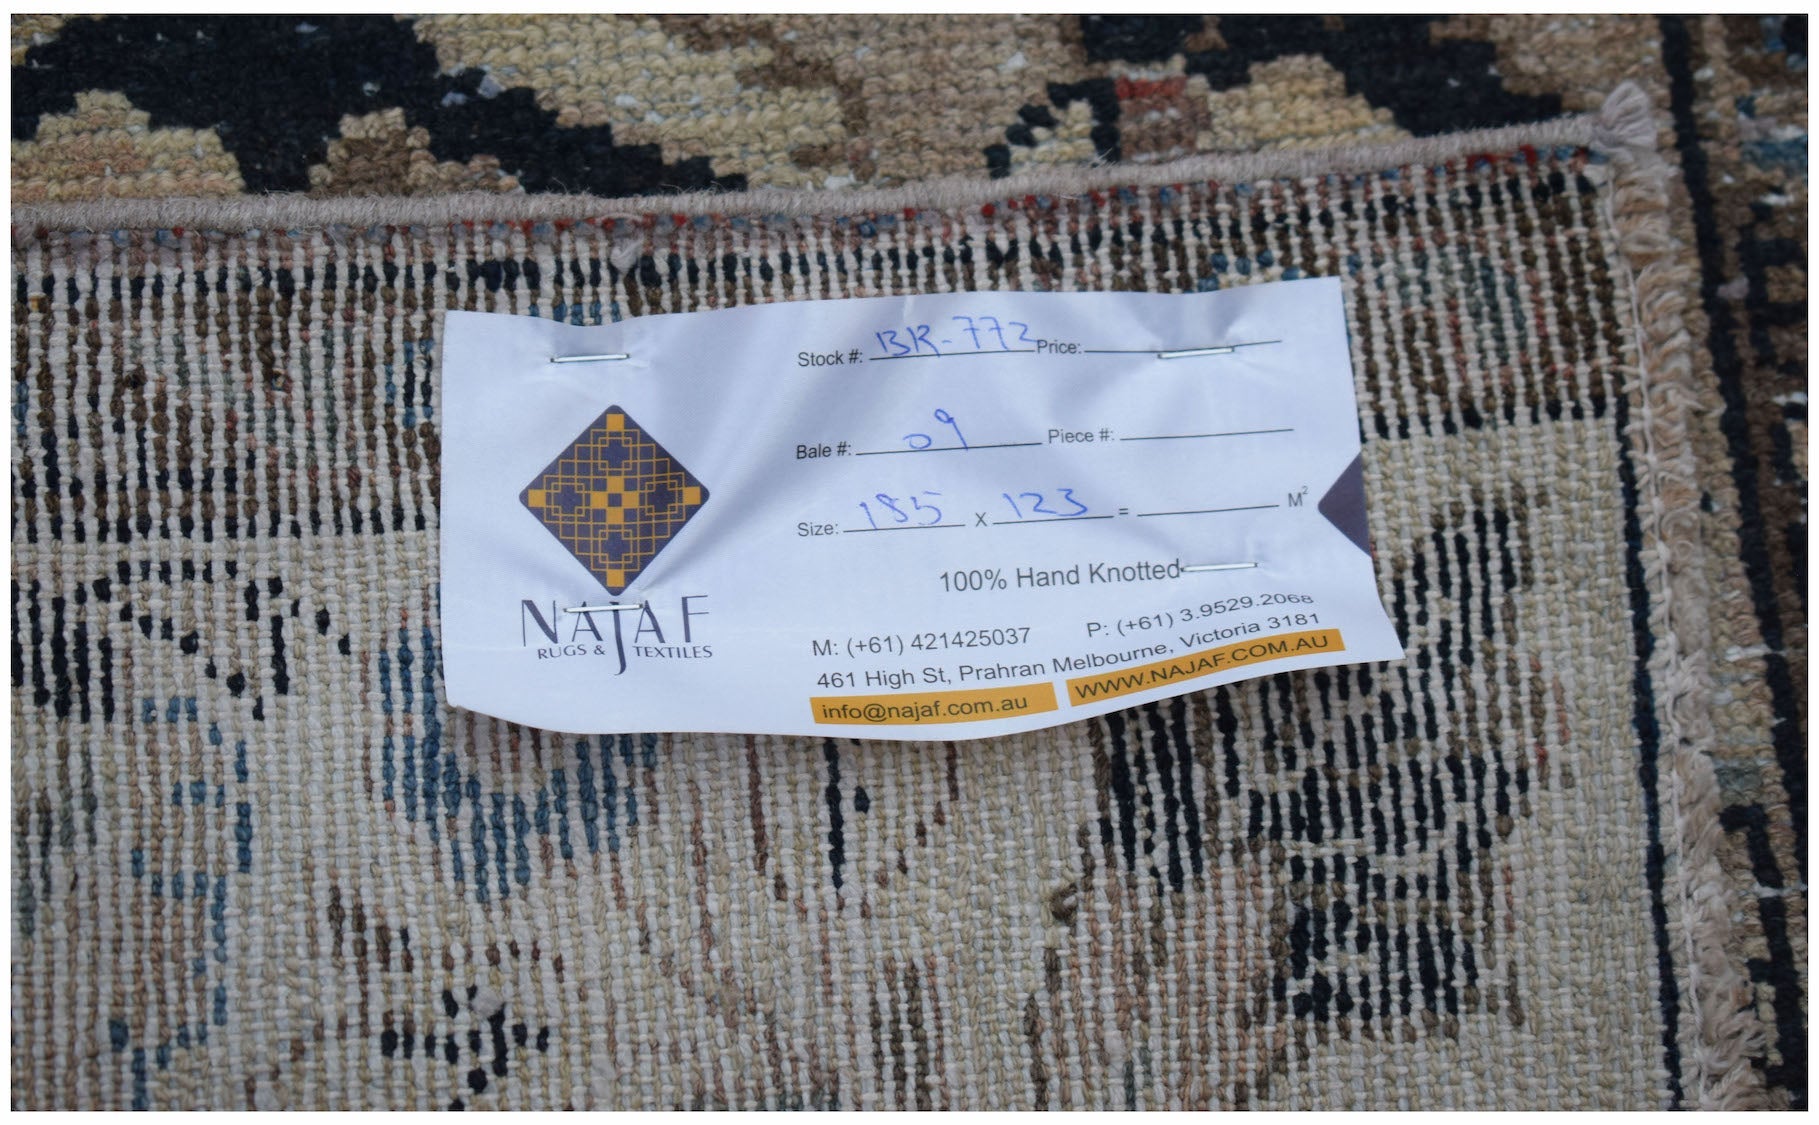 Stock #: BR-772 Price:
Bale #: 09 Piece #:
Size: 185 x 123 = M²
100% Hand Knotted
NAJAF
RUGS & TEXTILES
M: (+61) 421425037 P: (+61) 3.9529.2068
461 High St, Prahran Melbourne, Victoria 3181
info@najaf.com.au WWW.NAJAF.COM.AU